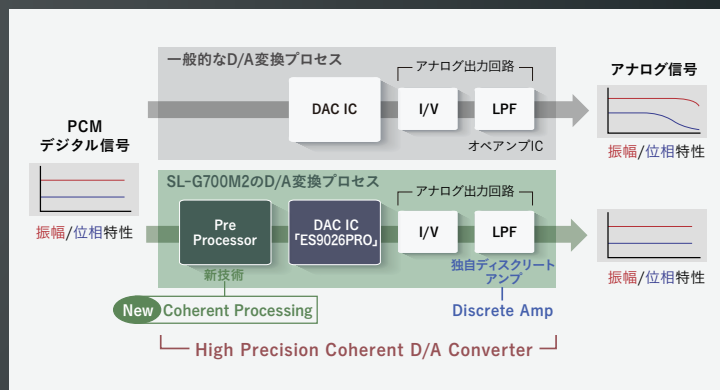 一般的なD/A変換プロセス
アナログ出力回路
アナログ信号
DAC IC
I/V
LPF
オペアンプIC
振幅/位相特性
PCM
デジタル信号
振幅/位相特性
SL-G700M2のD/A変換プロセス
アナログ出力回路
Pre
Processor
DAC IC
「ES9026PRO」
I/V
LPF
新技術
独自ディスクリート
アンプ
振幅/位相特性
New Coherent Processing
Discrete Amp
High Precision Coherent D/A Converter